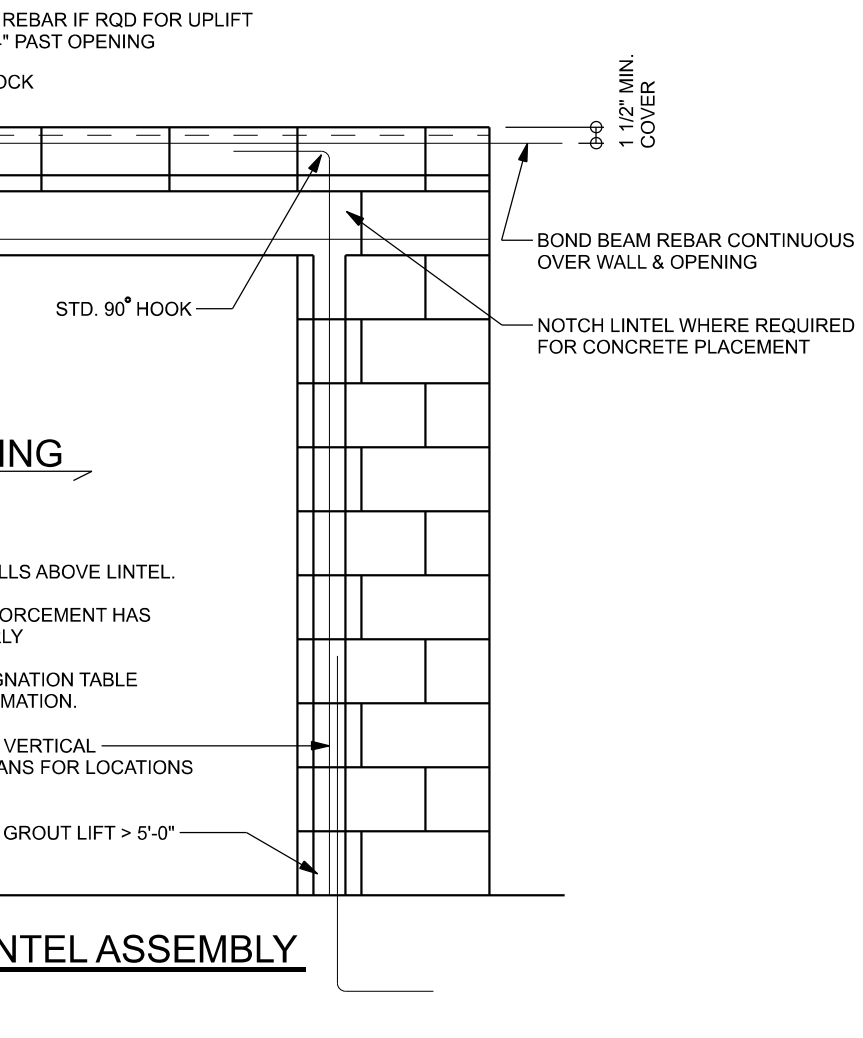 REBAR IF RQD FOR UPLIFT
" PAST OPENING
OCK
1 1/2" MIN.
COVER
BOND BEAM REBAR CONTINUOUS
OVER WALL & OPENING
STD. 90° HOOK
NOTCH LINTEL WHERE REQUIRED
FOR CONCRETE PLACEMENT
ING
LLS ABOVE LINTEL.
ORCEMENT HAS
LY
GNATION TABLE
MATION.
VERTICAL
ANS FOR LOCATIONS
GROUT LIFT > 5'-0"
NTEL ASSEMBLY